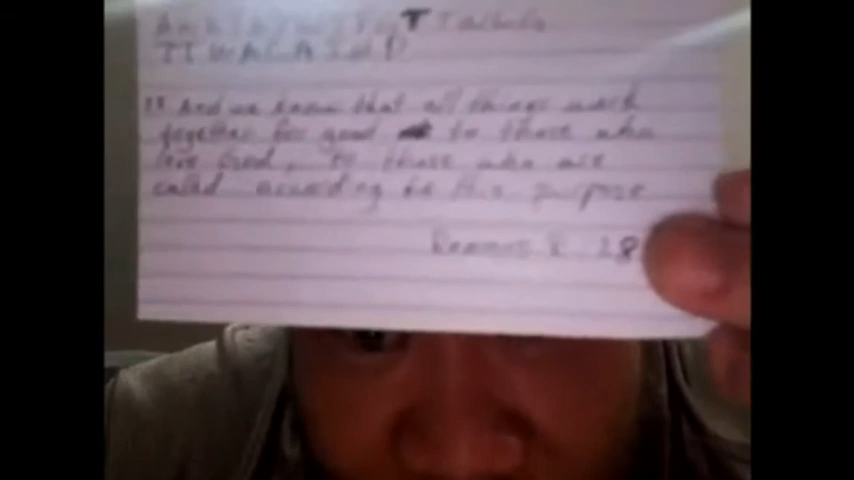 "And we know that all things work
together for good to those who
love God, to those who are
called according to His purpose
Romans 8:28